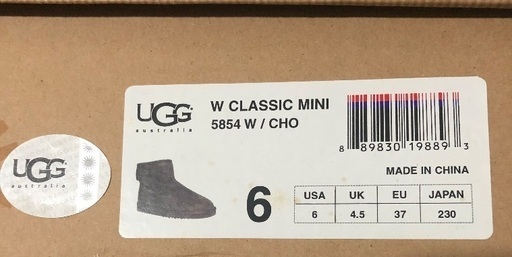 UGG
australia
W CLASSIC MINI
5854 W / CHO
8 89830 19889 3
MADE IN CHINA
6
USA UK EU JAPAN
6 4.5 37 230
UGG
australia